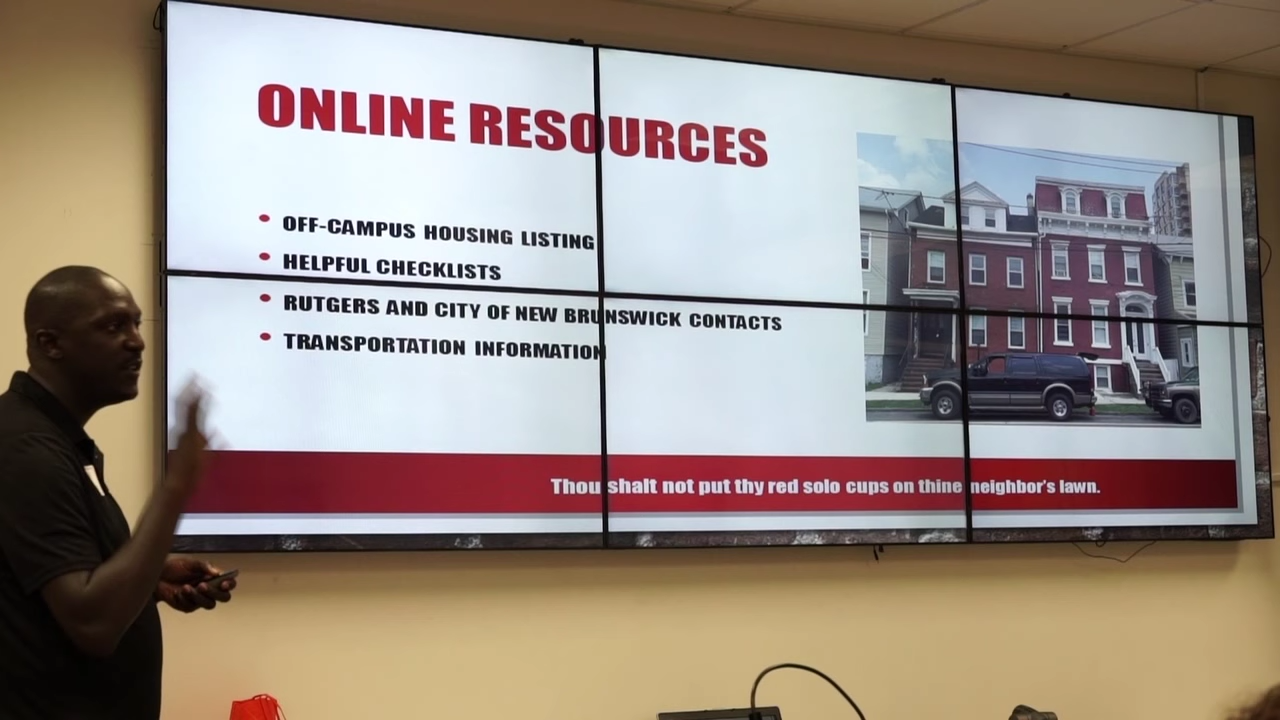 ONLINE RESOURCES
OFF-CAMPUS HOUSING LISTING
HELPFUL CHECKLISTS
RUTGERS AND CITY OF NEW BRUNSWICK CONTACTS
TRANSPORTATION INFORMATION
Thou shalt not put thy red solo cups on thine neighbor's lawn.